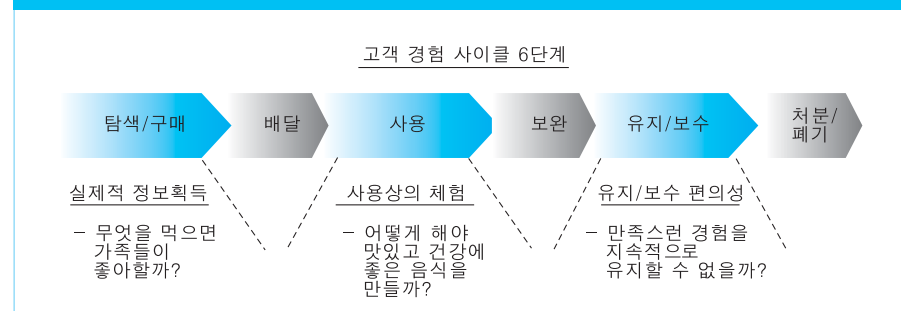 고객 경험 사이클 6단계
탐색/구매
배달
사용
보완
유지/보수
처분/
폐기
실제적 정보획득
– 무엇을 먹으면
가족들이
좋아할까?
사용상의 체험
– 어떻게 해야
맛있고 건강에
좋은 음식을
만들까?
유지/보수 편의성
– 만족스런 경험을
지속적으로
유지할 수 없을까?